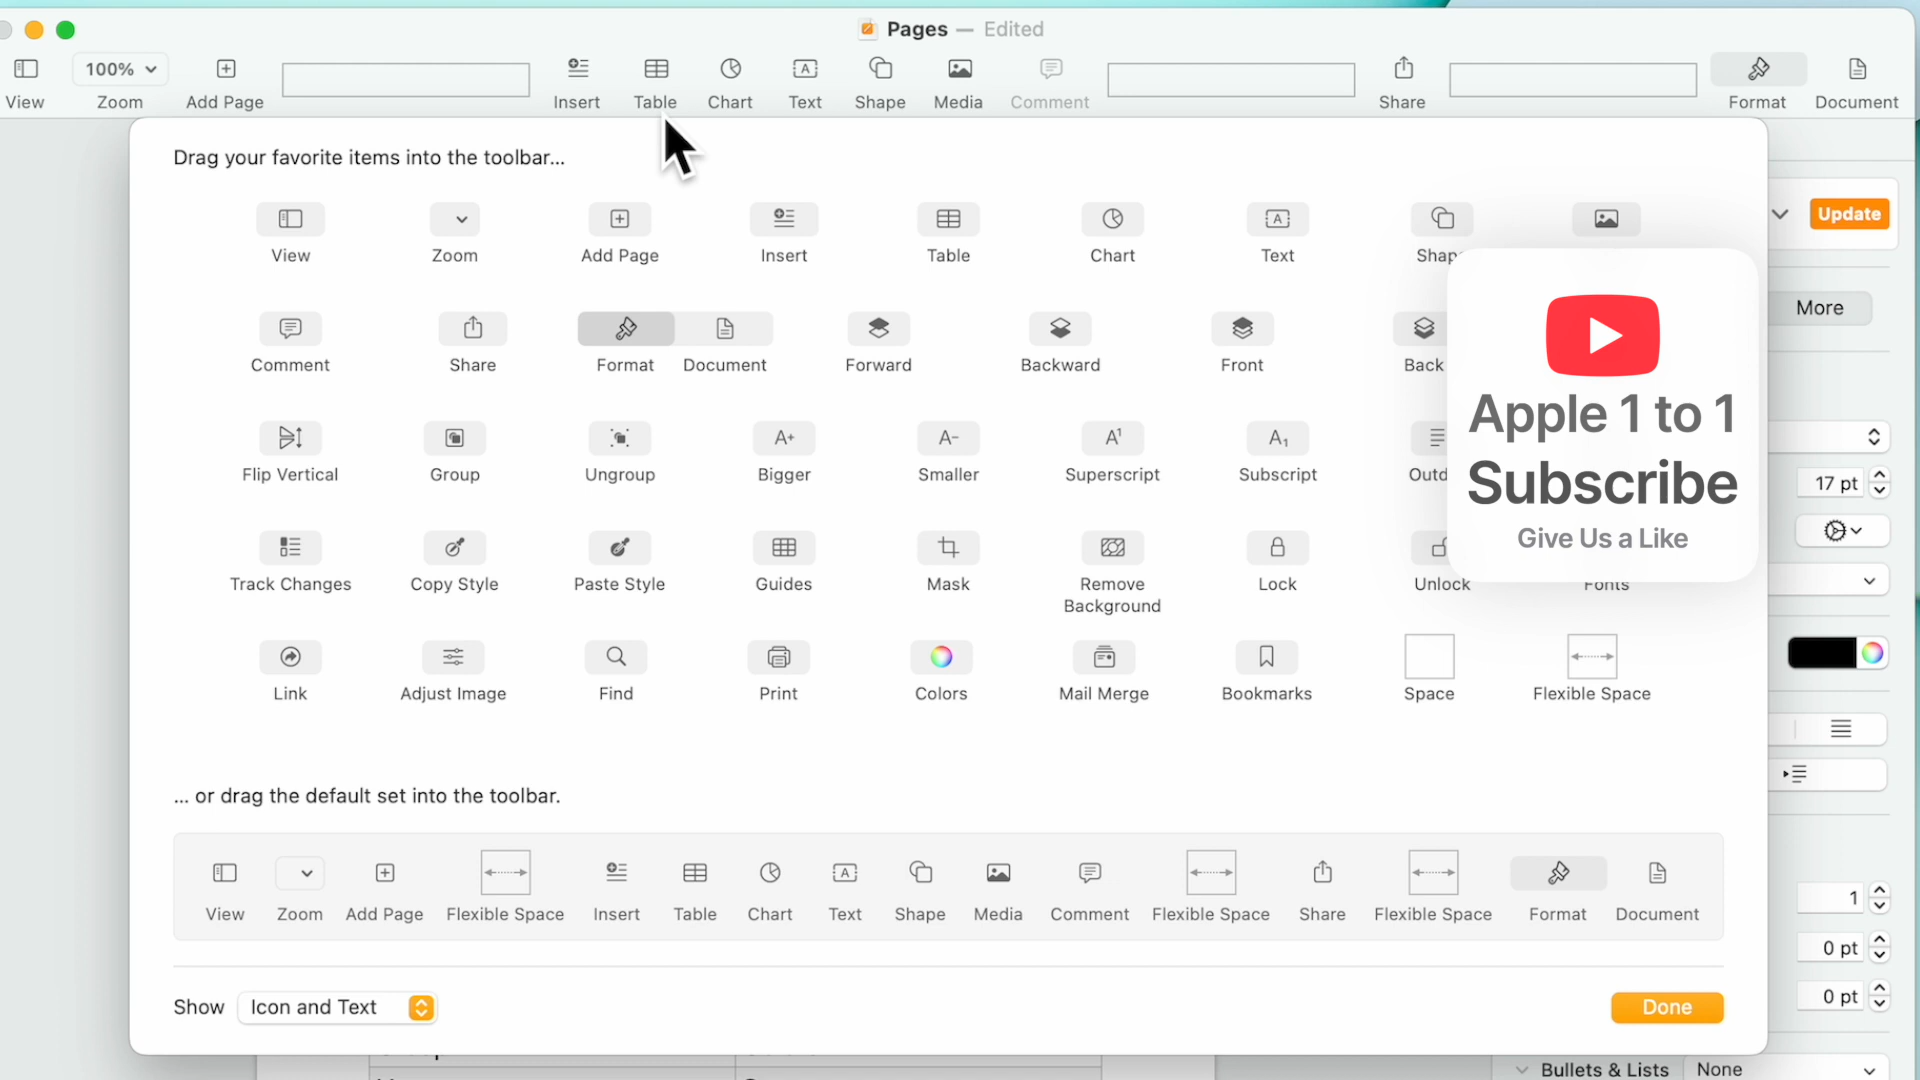 Pages — Edited
100%
View Zoom Add Page Insert Table Chart Text Shape Media Comment Share Format Document
Drag your favorite items into the toolbar...
View Zoom Add Page Insert Table Chart Text
Comment Share Format Document Forward Backward Front Back
Flip Vertical Group Ungroup Bigger Smaller Superscript Subscript
Track Changes Copy Style Paste Style Guides Mask Remove Background Lock Unlock Fonts
Link Adjust Image Find Print Colors Mail Merge Bookmarks Space Flexible Space
... or drag the default set into the toolbar.
View Zoom Add Page Flexible Space Insert Table Chart Text Shape Media Comment Flexible Space Share Flexible Space Format Document
Show Icon and Text
Done
Apple 1 to 1
Subscribe
Give Us a Like
Update
More
17 pt
1
0 pt
0 pt
Bullets & Lists None